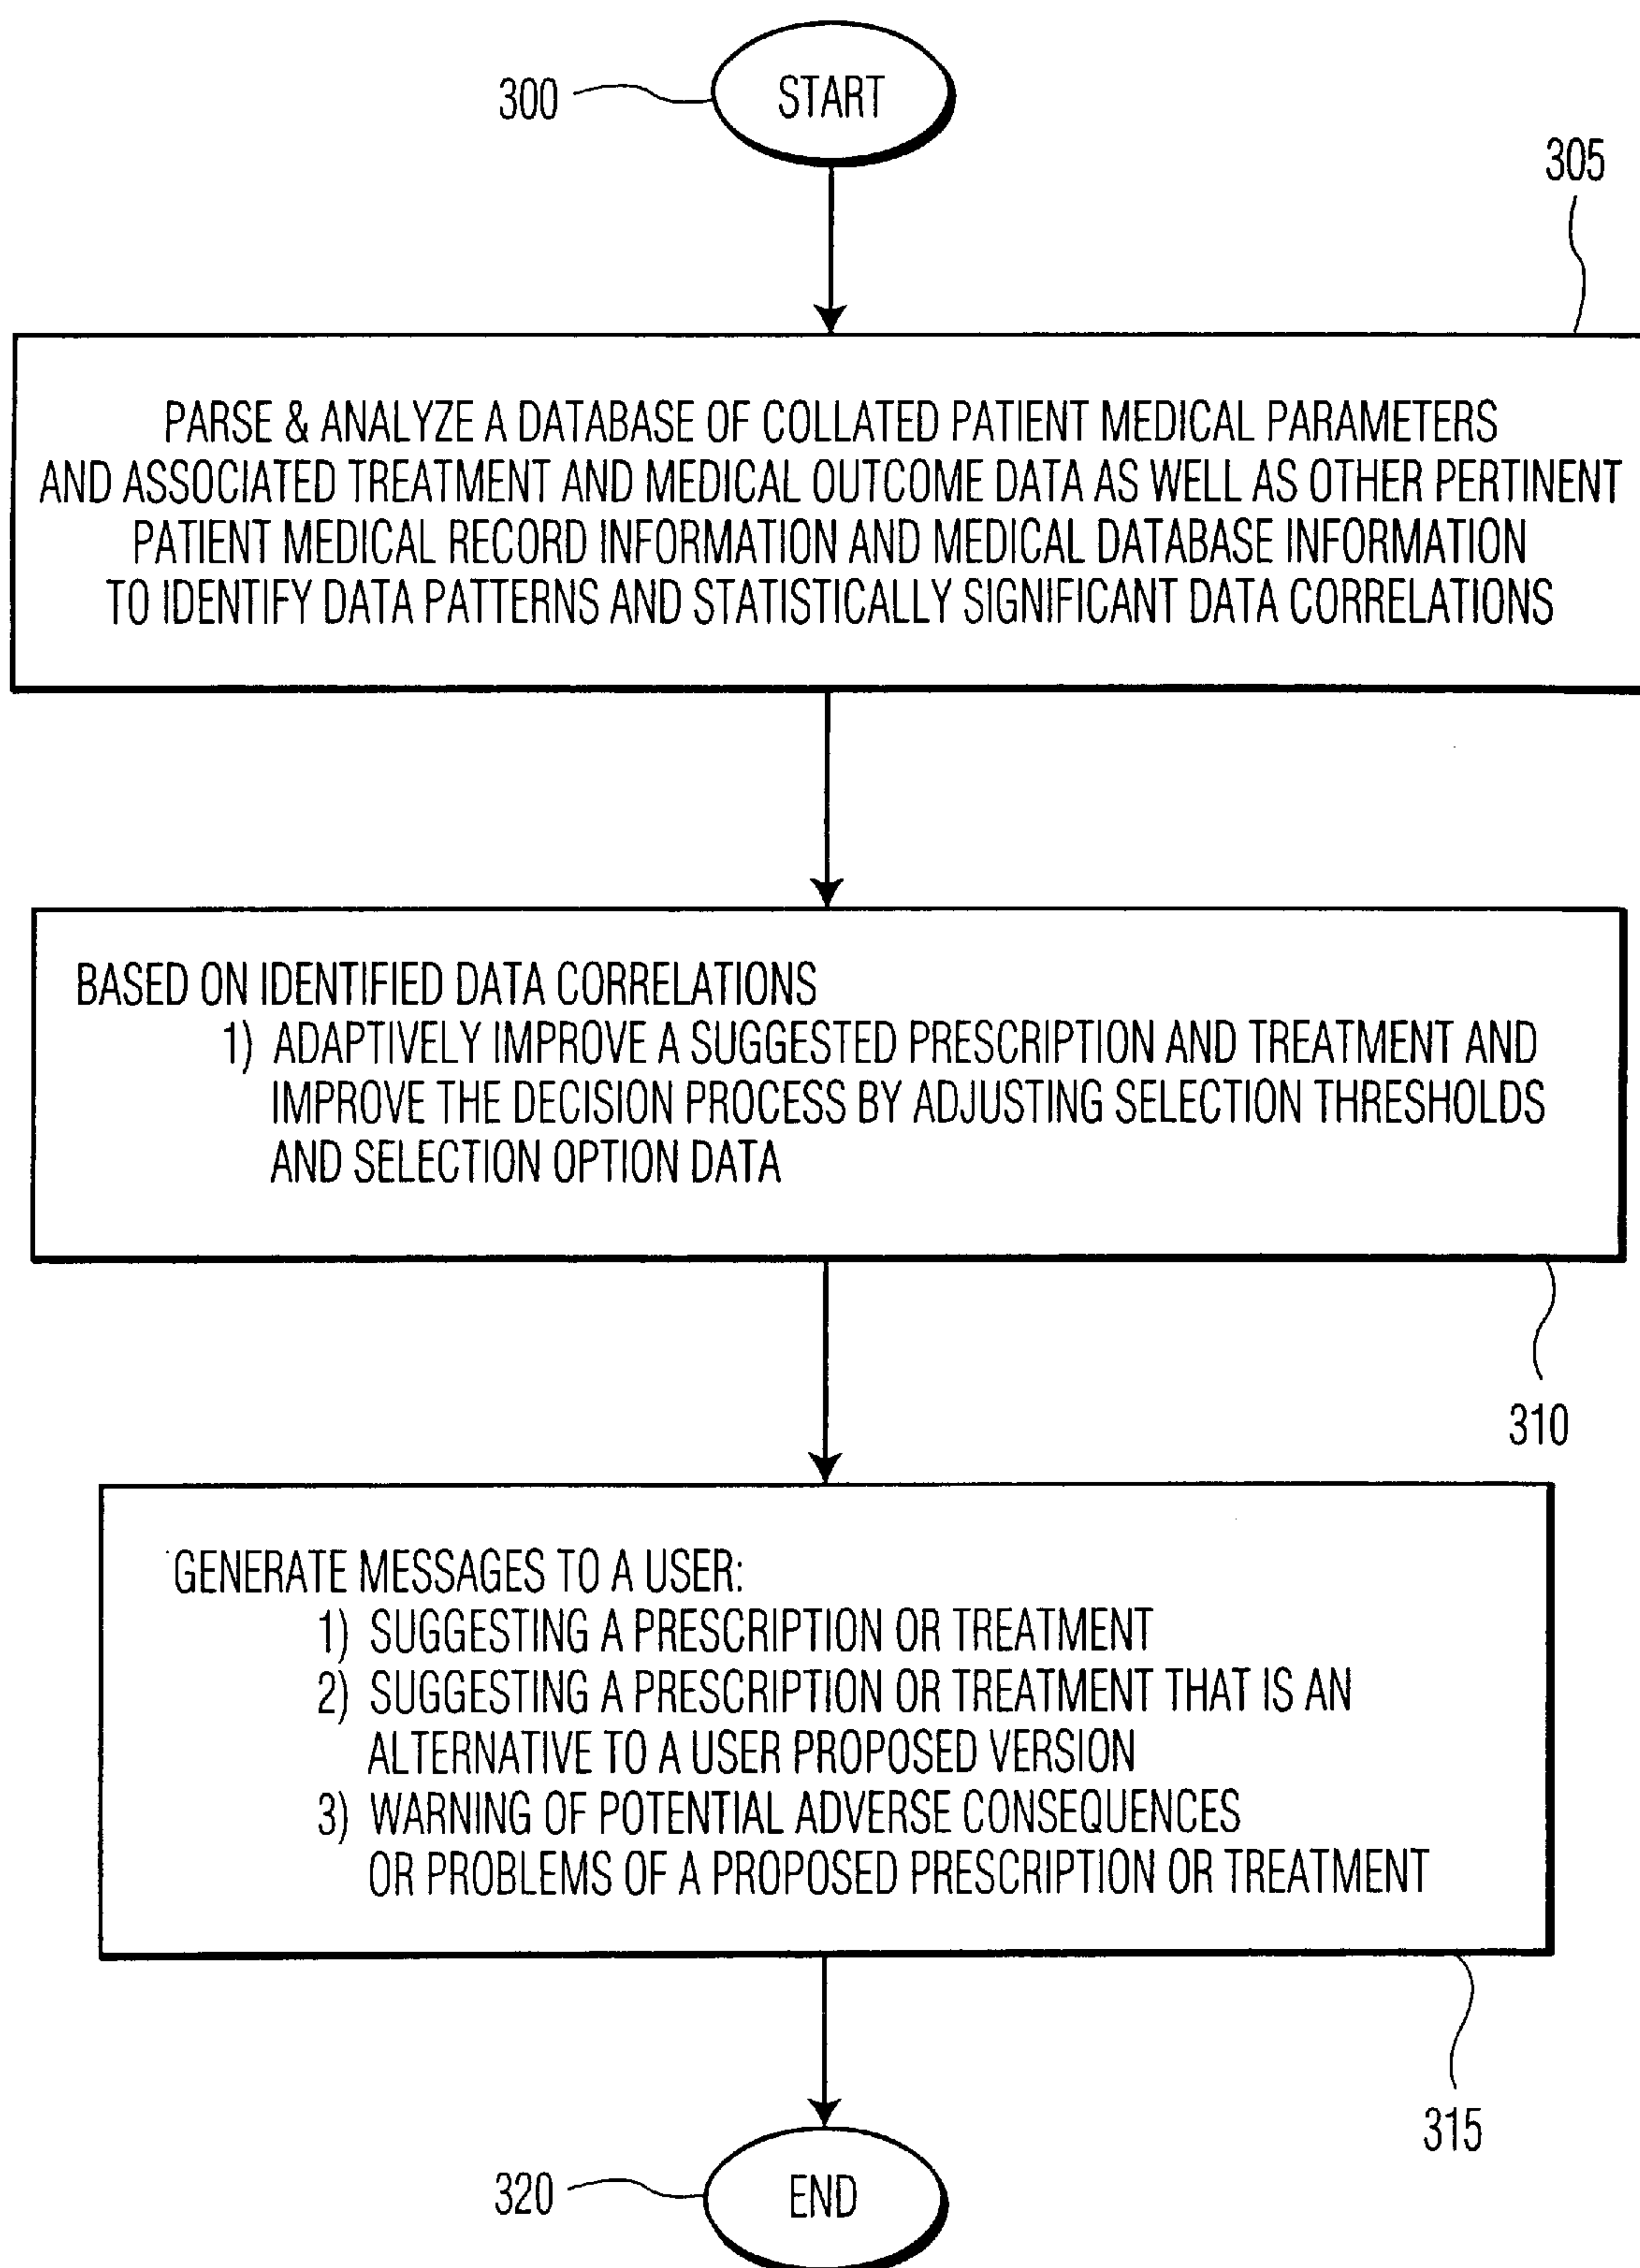 START
300
305
PARSE & ANALYZE A DATABASE OF COLLATED PATIENT MEDICAL PARAMETERS
AND ASSOCIATED TREATMENT AND MEDICAL OUTCOME DATA AS WELL AS OTHER PERTINENT
PATIENT MEDICAL RECORD INFORMATION AND MEDICAL DATABASE INFORMATION
TO IDENTIFY DATA PATTERNS AND STATISTICALLY SIGNIFICANT DATA CORRELATIONS
BASED ON IDENTIFIED DATA CORRELATIONS
1) ADAPTIVELY IMPROVE A SUGGESTED PRESCRIPTION AND TREATMENT AND
IMPROVE THE DECISION PROCESS BY ADJUSTING SELECTION THRESHOLDS
AND SELECTION OPTION DATA
310
GENERATE MESSAGES TO A USER:
1) SUGGESTING A PRESCRIPTION OR TREATMENT
2) SUGGESTING A PRESCRIPTION OR TREATMENT THAT IS AN
ALTERNATIVE TO A USER PROPOSED VERSION
3) WARNING OF POTENTIAL ADVERSE CONSEQUENCES
OR PROBLEMS OF A PROPOSED PRESCRIPTION OR TREATMENT
315
320
END